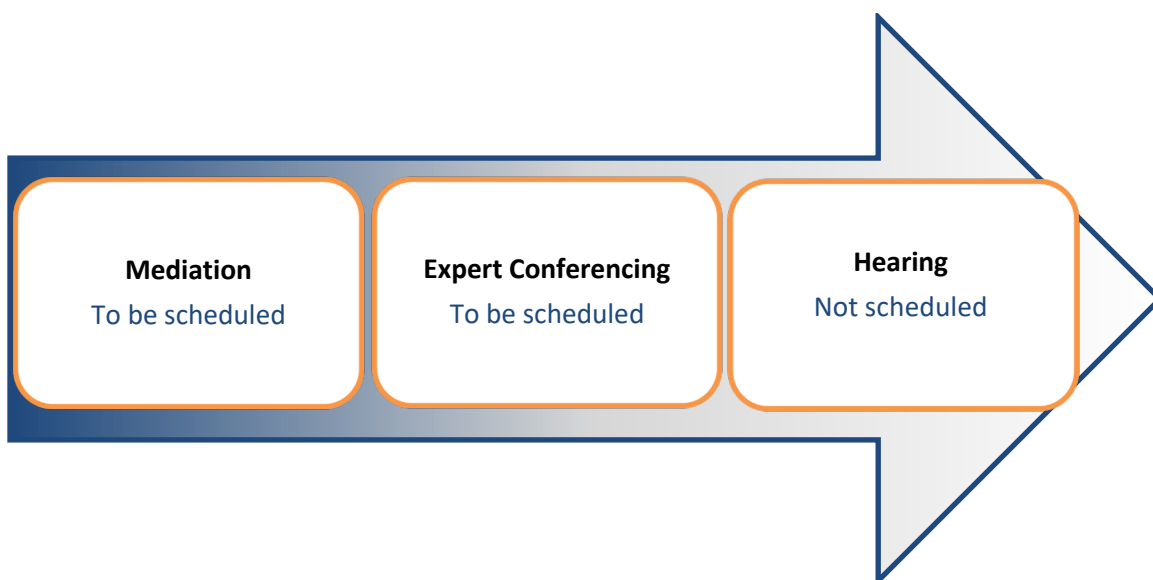 Mediation
To be scheduled
Expert Conferencing
To be scheduled
Hearing
Not scheduled